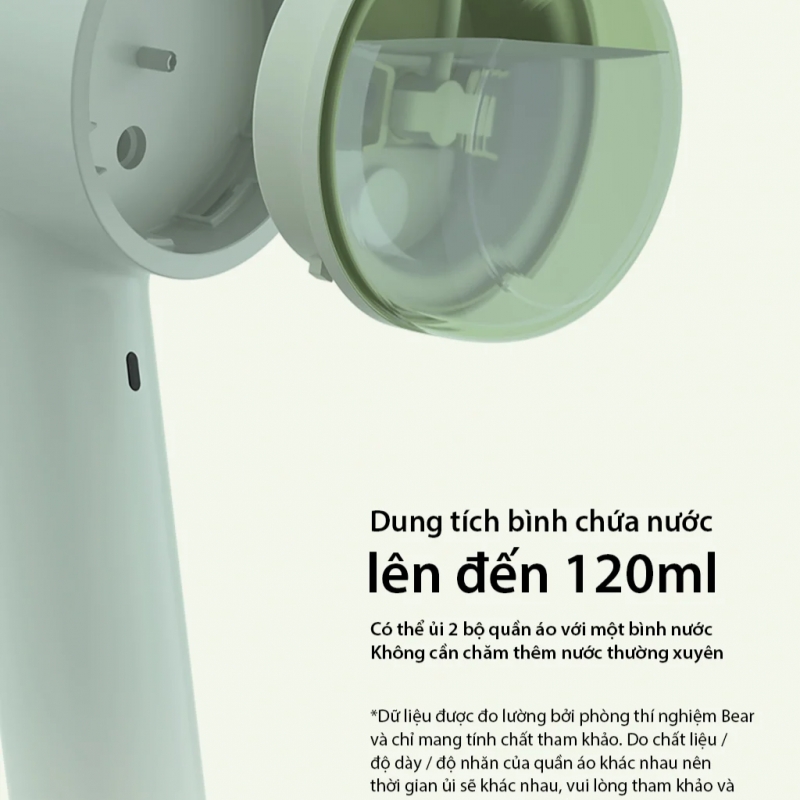 Dung tích bình chứa nước
lên đến 120ml
Có thể ủi 2 bộ quần áo với một bình nước
Không cần chăm thêm nước thường xuyên
*Dữ liệu được đo lường bởi phòng thí nghiệm Bear
và chỉ mang tính chất tham khảo. Do chất liệu /
độ dày / độ nhăn của quần áo khác nhau nên
thời gian ủi sẽ khác nhau, vui lòng tham khảo và